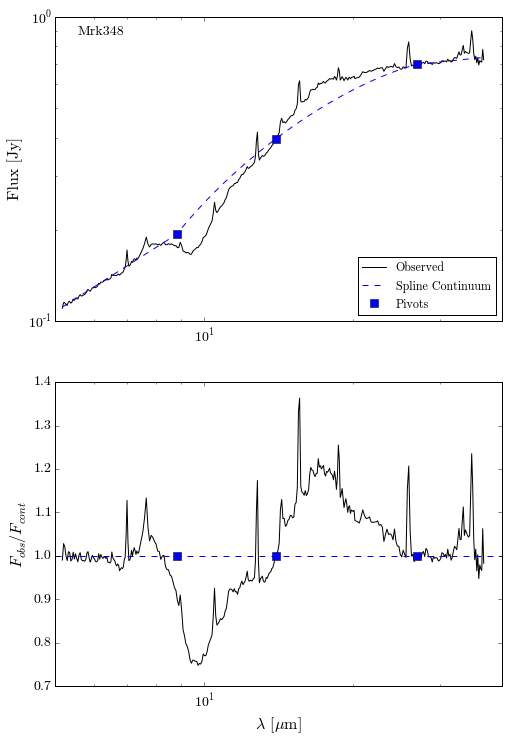 10^0
Mrk348
Flux [Jy]
Observed
Spline Continuum
Pivots
10^-1
10^1
1.4
1.3
1.2
1.1
1.0
0.9
0.8
0.7
F_obs/F_cont
10^1
λ [μm]